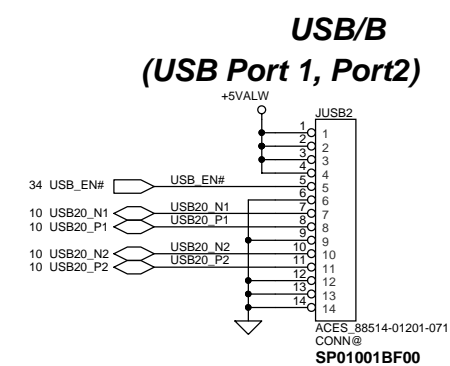 USB/B
(USB Port 1, Port2)
+5VALW
JUSB2
1 1
2 2
3 3
4 4
34 USB_EN# USB_EN# 5 5
6 6
10 USB20_N1 USB20_N1 7 7
10 USB20_P1 USB20_P1 8 8
9 9
10 USB20_N2 USB20_N2 10 10
10 USB20_P2 USB20_P2 11 11
12 12
13 13
14 14
ACES_88514-01201-071
CONN@
SP01001BF00